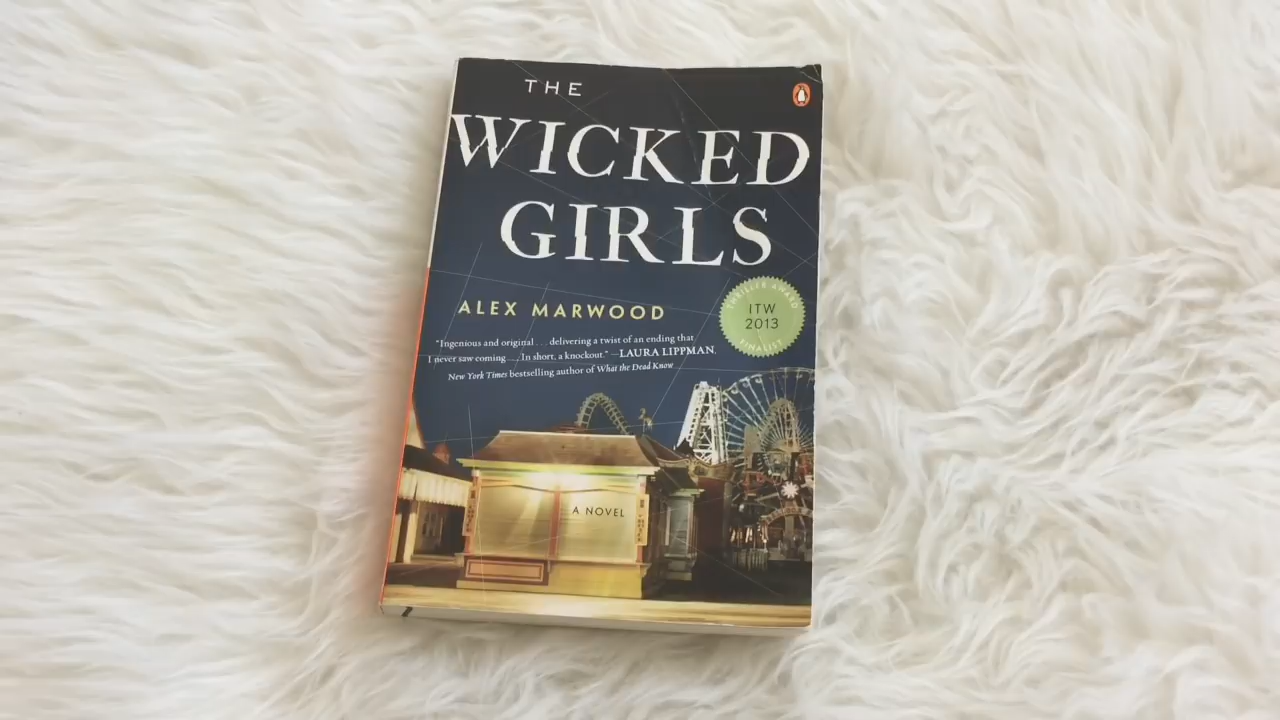 THE
WICKED
GIRLS
ALEX MARWOOD
THRILLER AWARD
ITW
2013
FINALIST
"Ingenious and original . . . delivering a twist of an ending that
I never saw coming. . . . In short, a knockout." —LAURA LIPPMAN,
New York Times bestselling author of What the Dead Know
A NOVEL